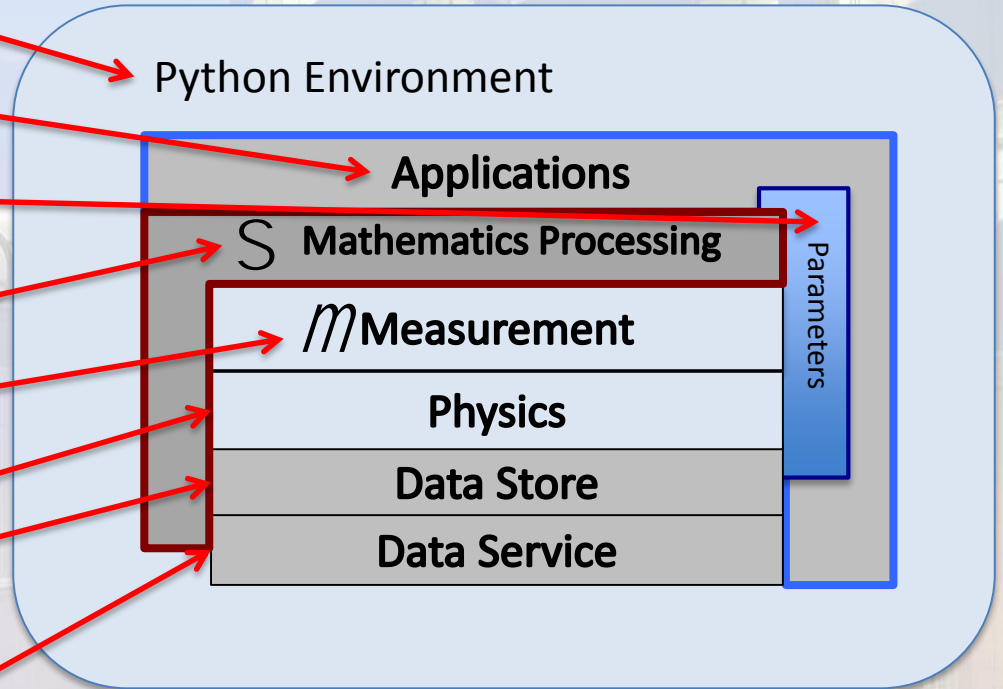 Python Environment
Applications
S Mathematics Processing
m Measurement
Physics
Data Store
Data Service
Parameters